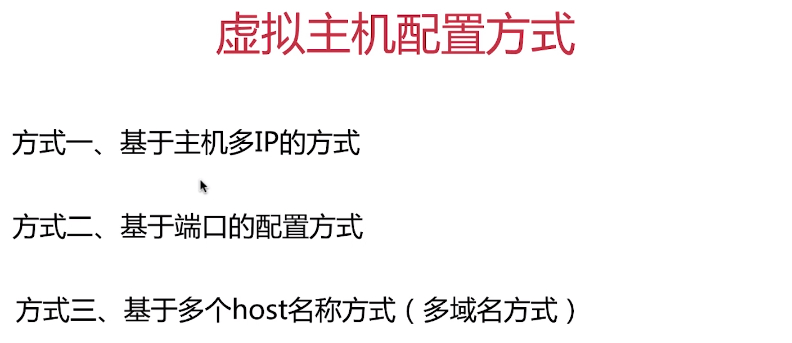 虚拟主机配置方式
方式一、基于主机多IP的方式
方式二、基于端口的配置方式
方式三、基于多个host名称方式（多域名方式）